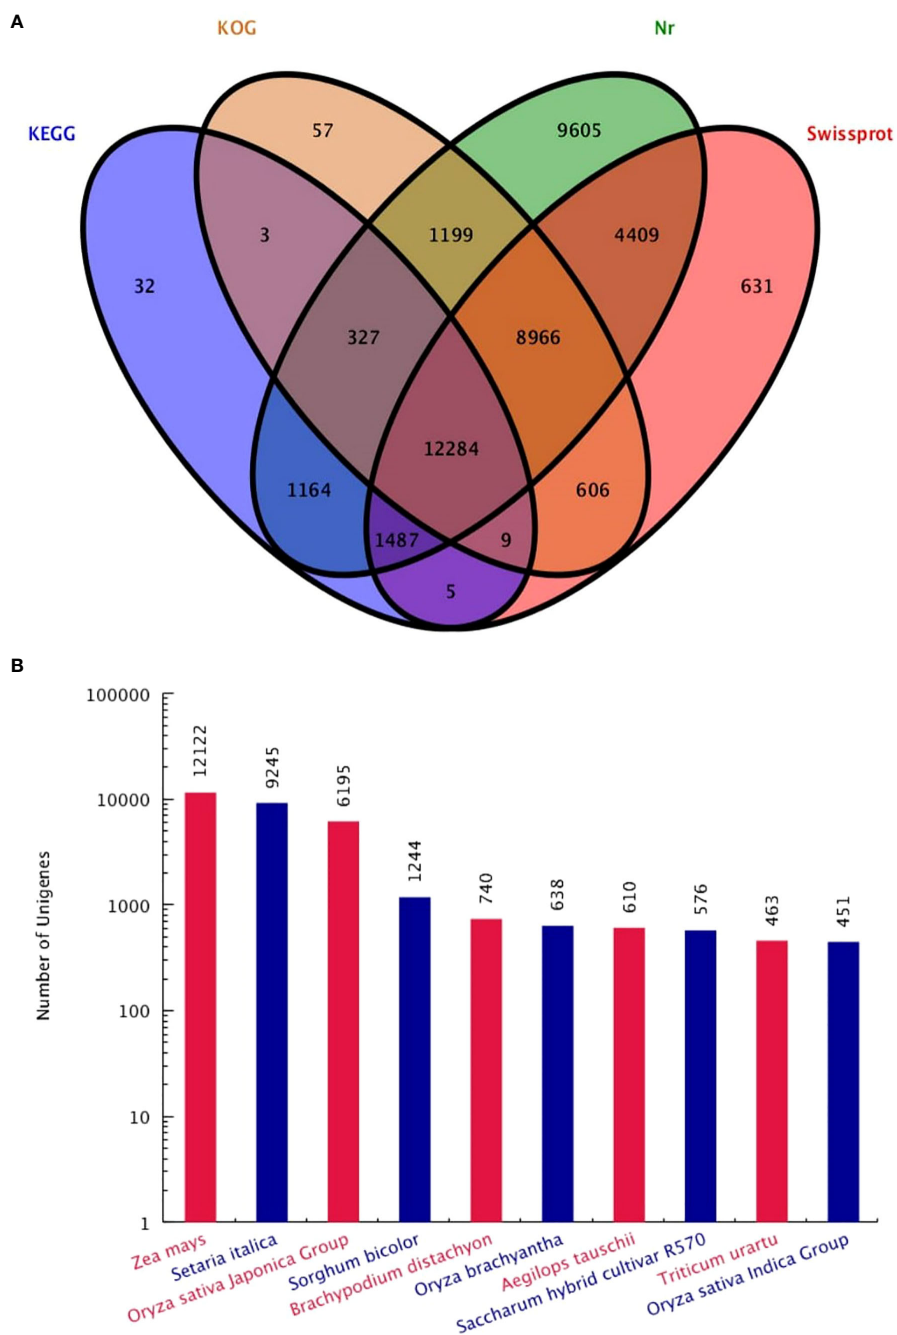 A
KOG
Nr
KEGG
Swissprot
57
9605
3
1199
4409
32
631
327
8966
12284
1164
606
1487
9
5
B
100000
10000
1000
100
10
1
Number of Unigenes
12122
9245
6195
1244
740
638
610
576
463
451
Zea mays
Setaria italica
Oryza sativa Japonica Group
Sorghum bicolor
Brachypodium distachyon
Oryza brachyantha
Aegilops tauschii
Saccharum hybrid cultivar R570
Triticum urartu
Oryza sativa Indica Group